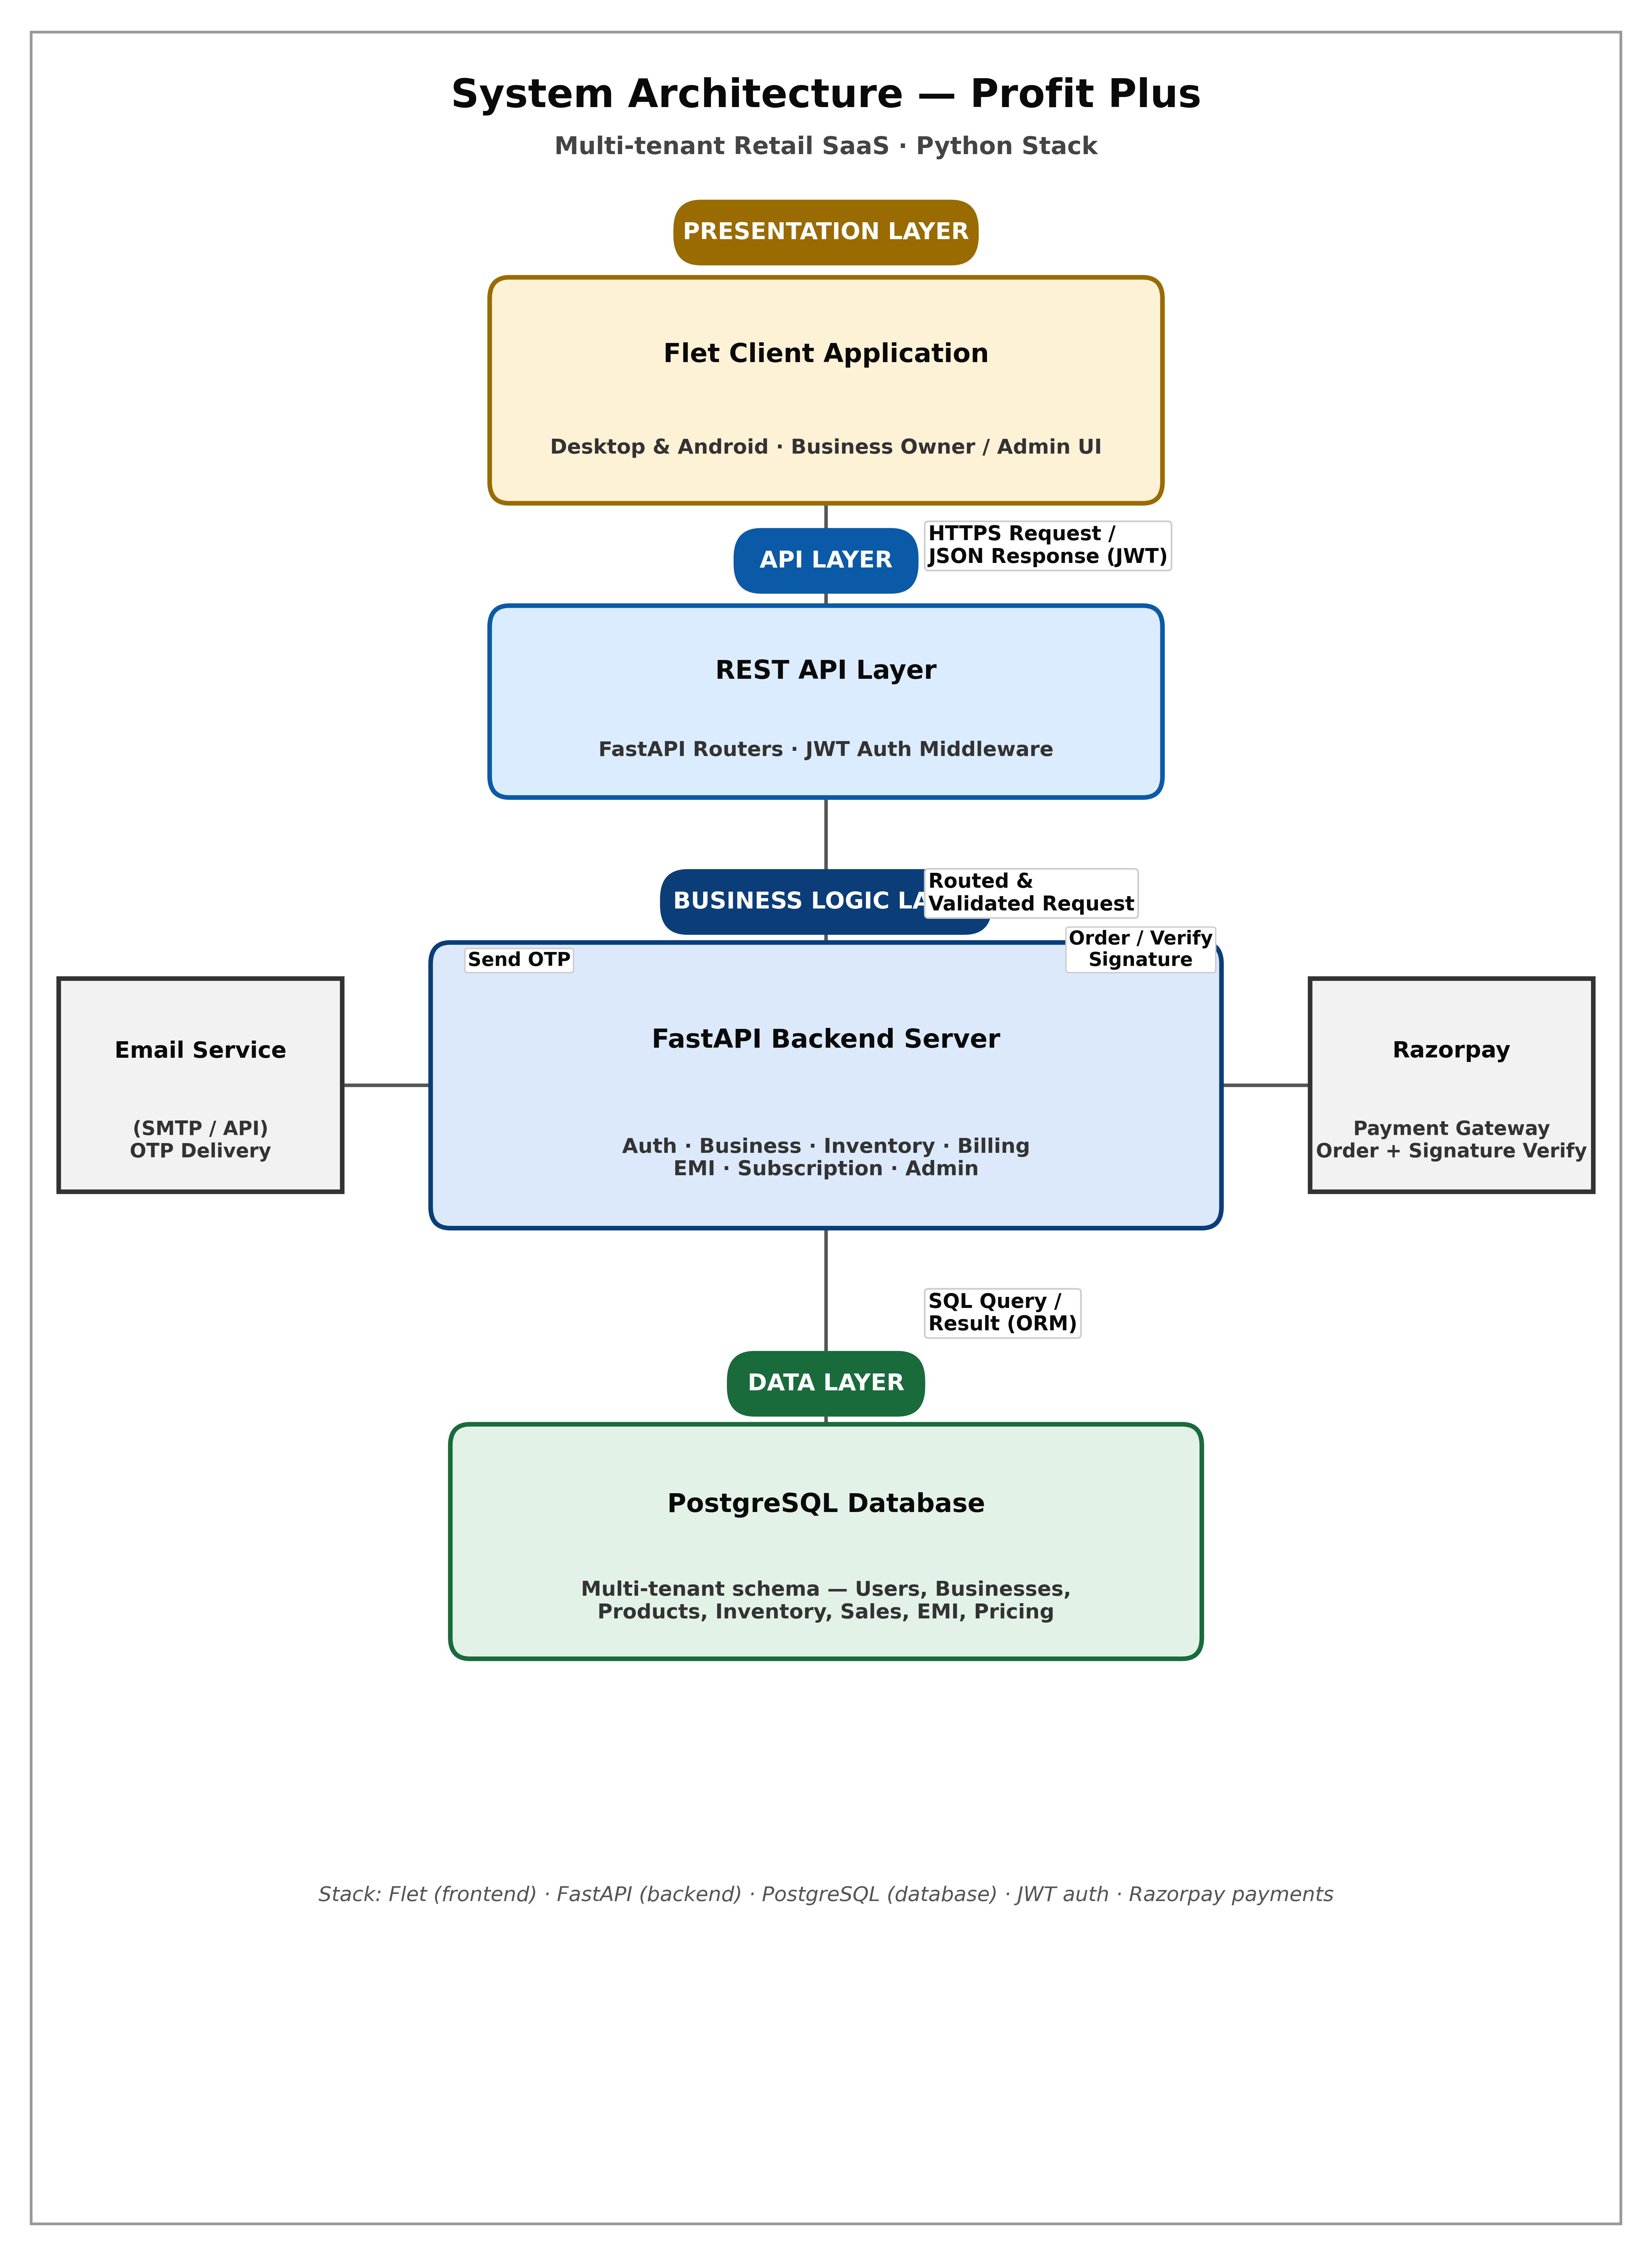 System Architecture — Profit Plus
Multi-tenant Retail SaaS · Python Stack
PRESENTATION LAYER
Flet Client Application
Desktop & Android · Business Owner / Admin UI
API LAYER
HTTPS Request /
JSON Response (JWT)
REST API Layer
FastAPI Routers · JWT Auth Middleware
BUSINESS LOGIC
Routed &
Validated Request
Send OTP
Order / Verify
Signature
FastAPI Backend Server
Auth · Business · Inventory · Billing
EMI · Subscription · Admin
Email Service
(SMTP / API)
OTP Delivery
Razorpay
Payment Gateway
Order + Signature Verify
SQL Query /
Result (ORM)
DATA LAYER
PostgreSQL Database
Multi-tenant schema — Users, Businesses,
Products, Inventory, Sales, EMI, Pricing
Stack: Flet (frontend) · FastAPI (backend) · PostgreSQL (database) · JWT auth · Razorpay payments